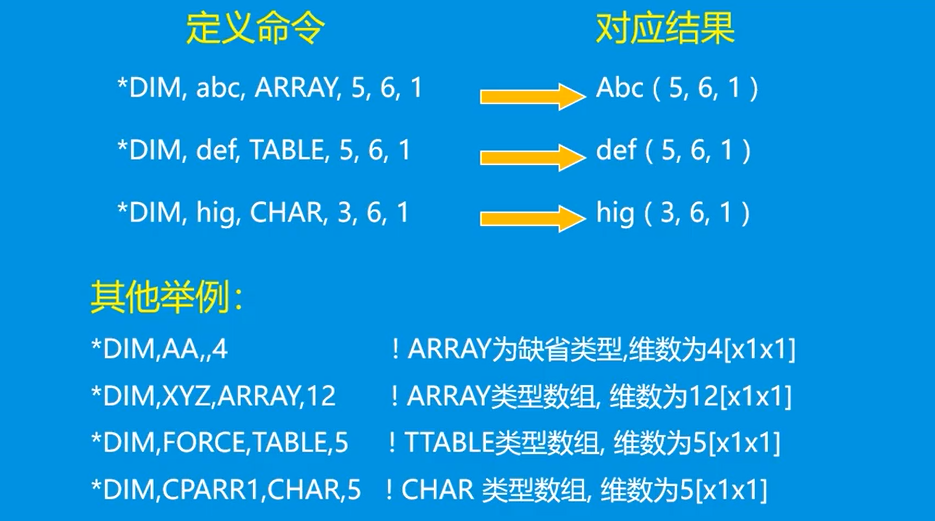 定义命令 对应结果
*DIM, abc, ARRAY, 5, 6, 1 Abc ( 5, 6, 1 )
*DIM, def, TABLE, 5, 6, 1 def ( 5, 6, 1 )
*DIM, hig, CHAR, 3, 6, 1 hig ( 3, 6, 1 )
其他举例:
*DIM,AA,,4 ! ARRAY为缺省类型,维数为4[x1x1]
*DIM,XYZ,ARRAY,12 ! ARRAY类型数组, 维数为12[x1x1]
*DIM,FORCE,TABLE,5 ! TTABLE类型数组, 维数为5[x1x1]
*DIM,CPARR1,CHAR,5 ! CHAR 类型数组, 维数为5[x1x1]